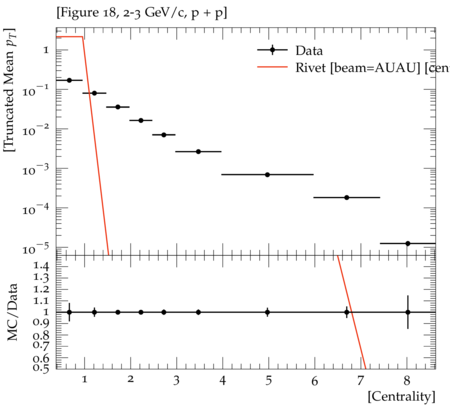 [Figure 18, 2-3 GeV/c, p + p]
[Truncated Mean p_T]
1
10^−1
10^−2
10^−3
10^−4
10^−5
Data
Rivet [beam=AUAU] [cen
MC/Data
1.4
1.3
1.2
1.1
1
0.9
0.8
0.7
0.6
0.5
1 2 3 4 5 6 7 8
[Centrality]